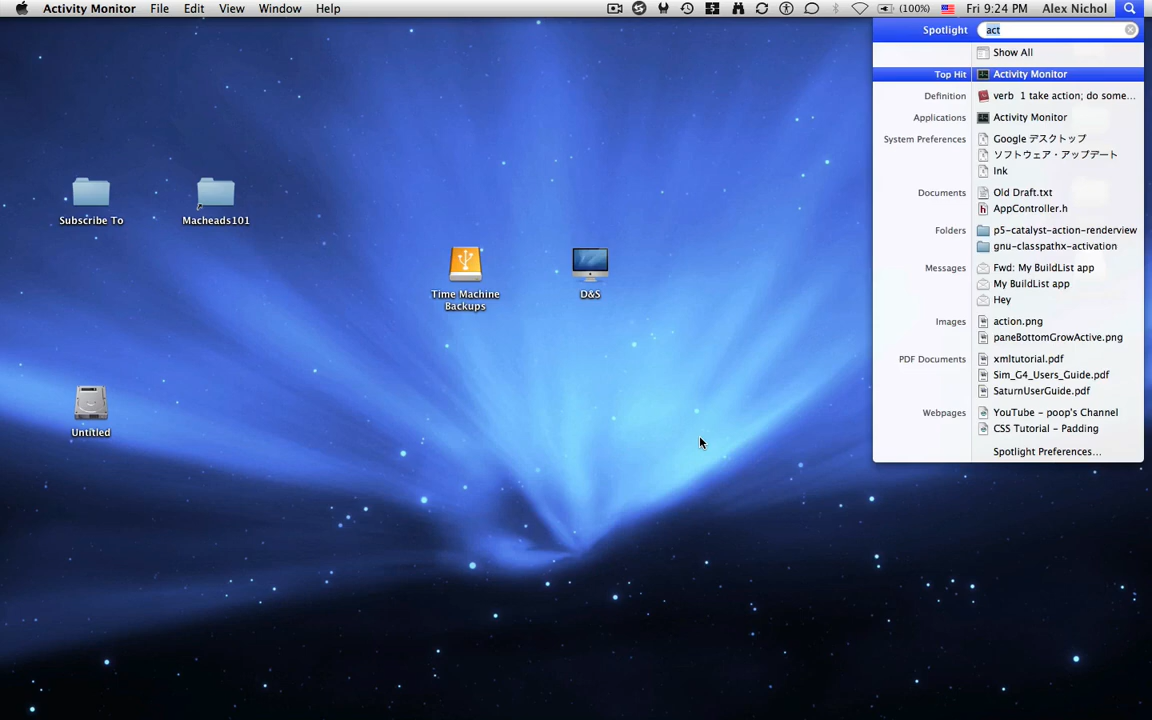 Activity Monitor File Edit View Window Help (100%) Fri 9:24 PM Alex Nichol
Spotlight act
Show All
Top Hit Activity Monitor
Definition verb 1 take action; do some...
Applications Activity Monitor
System Preferences Google デスクトップ
ソフトウェア・アップデート
Ink
Documents Old Draft.txt
AppController.h
Folders p5-catalyst-action-renderview
gnu-classpathx-activation
Messages Fwd: My BuildList app
My BuildList app
Hey
Images action.png
paneBottomGrowActive.png
PDF Documents xmltutorial.pdf
Sim_G4_Users_Guide.pdf
SaturnUserGuide.pdf
Webpages YouTube - poop's Channel
CSS Tutorial - Padding
Spotlight Preferences...
Subscribe To
Macheads101
Time Machine
Backups
D&S
Untitled